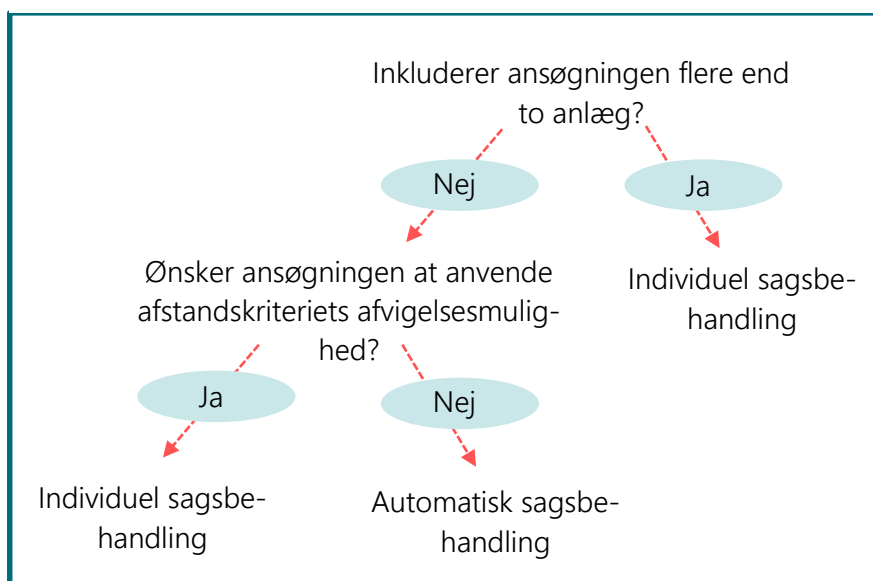 Inkluderer ansøgningen flere end
to anlæg?
Nej
Ja
Ønsker ansøgningen at anvende
afstandskriteriets afvigelsesmulig-
hed?
Individuel sagsbe-
handling
Ja
Nej
Individuel sagsbe-
handling
Automatisk sagsbe-
handling